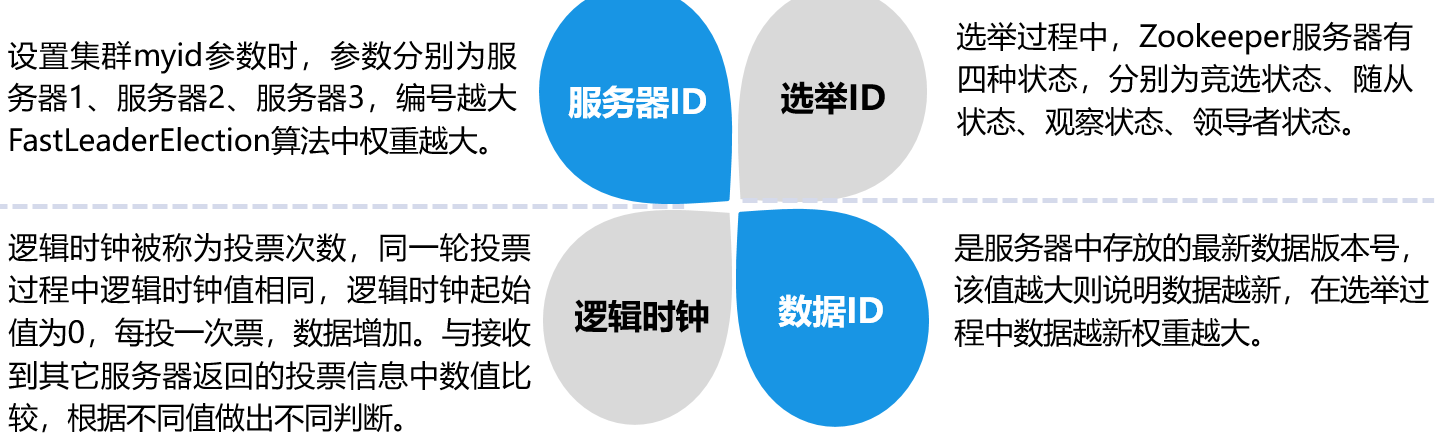 设置集群myid参数时，参数分别为服
务器1、服务器2、服务器3，编号越大
FastLeaderElection算法中权重越大。
服务器ID
选举ID
选举过程中，Zookeeper服务器有
四种状态，分别为竞选状态、随从
状态、观察状态、领导者状态。
逻辑时钟被称为投票次数，同一轮投票
过程中逻辑时钟值相同，逻辑时钟起始
值为0，每投一次票，数据增加。与接收
到其它服务器返回的投票信息中数值比
较，根据不同值做出不同判断。
逻辑时钟
数据ID
是服务器中存放的最新数据版本号，
该值越大则说明数据越新，在选举过
程中数据越新权重越大。